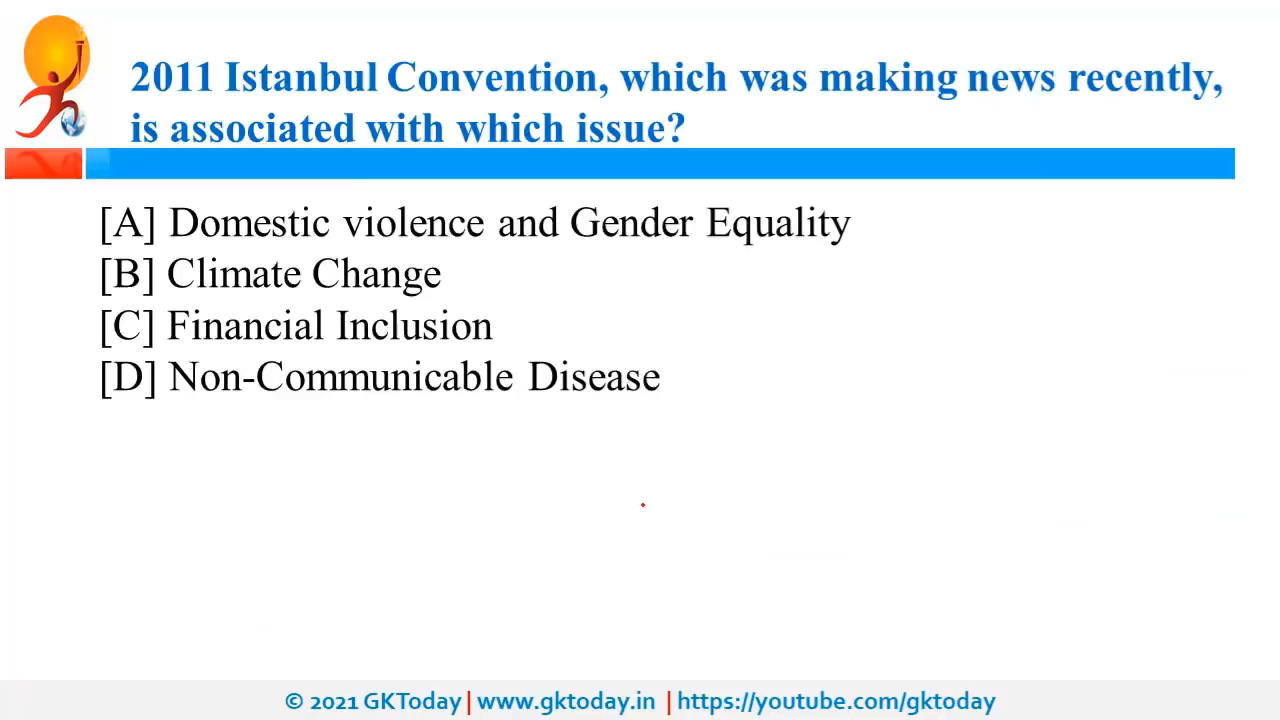 2011 Istanbul Convention, which was making news recently,
is associated with which issue?
[A] Domestic violence and Gender Equality
[B] Climate Change
[C] Financial Inclusion
[D] Non-Communicable Disease
© 2021 GKToday | www.gktoday.in | https://youtube.com/gktoday